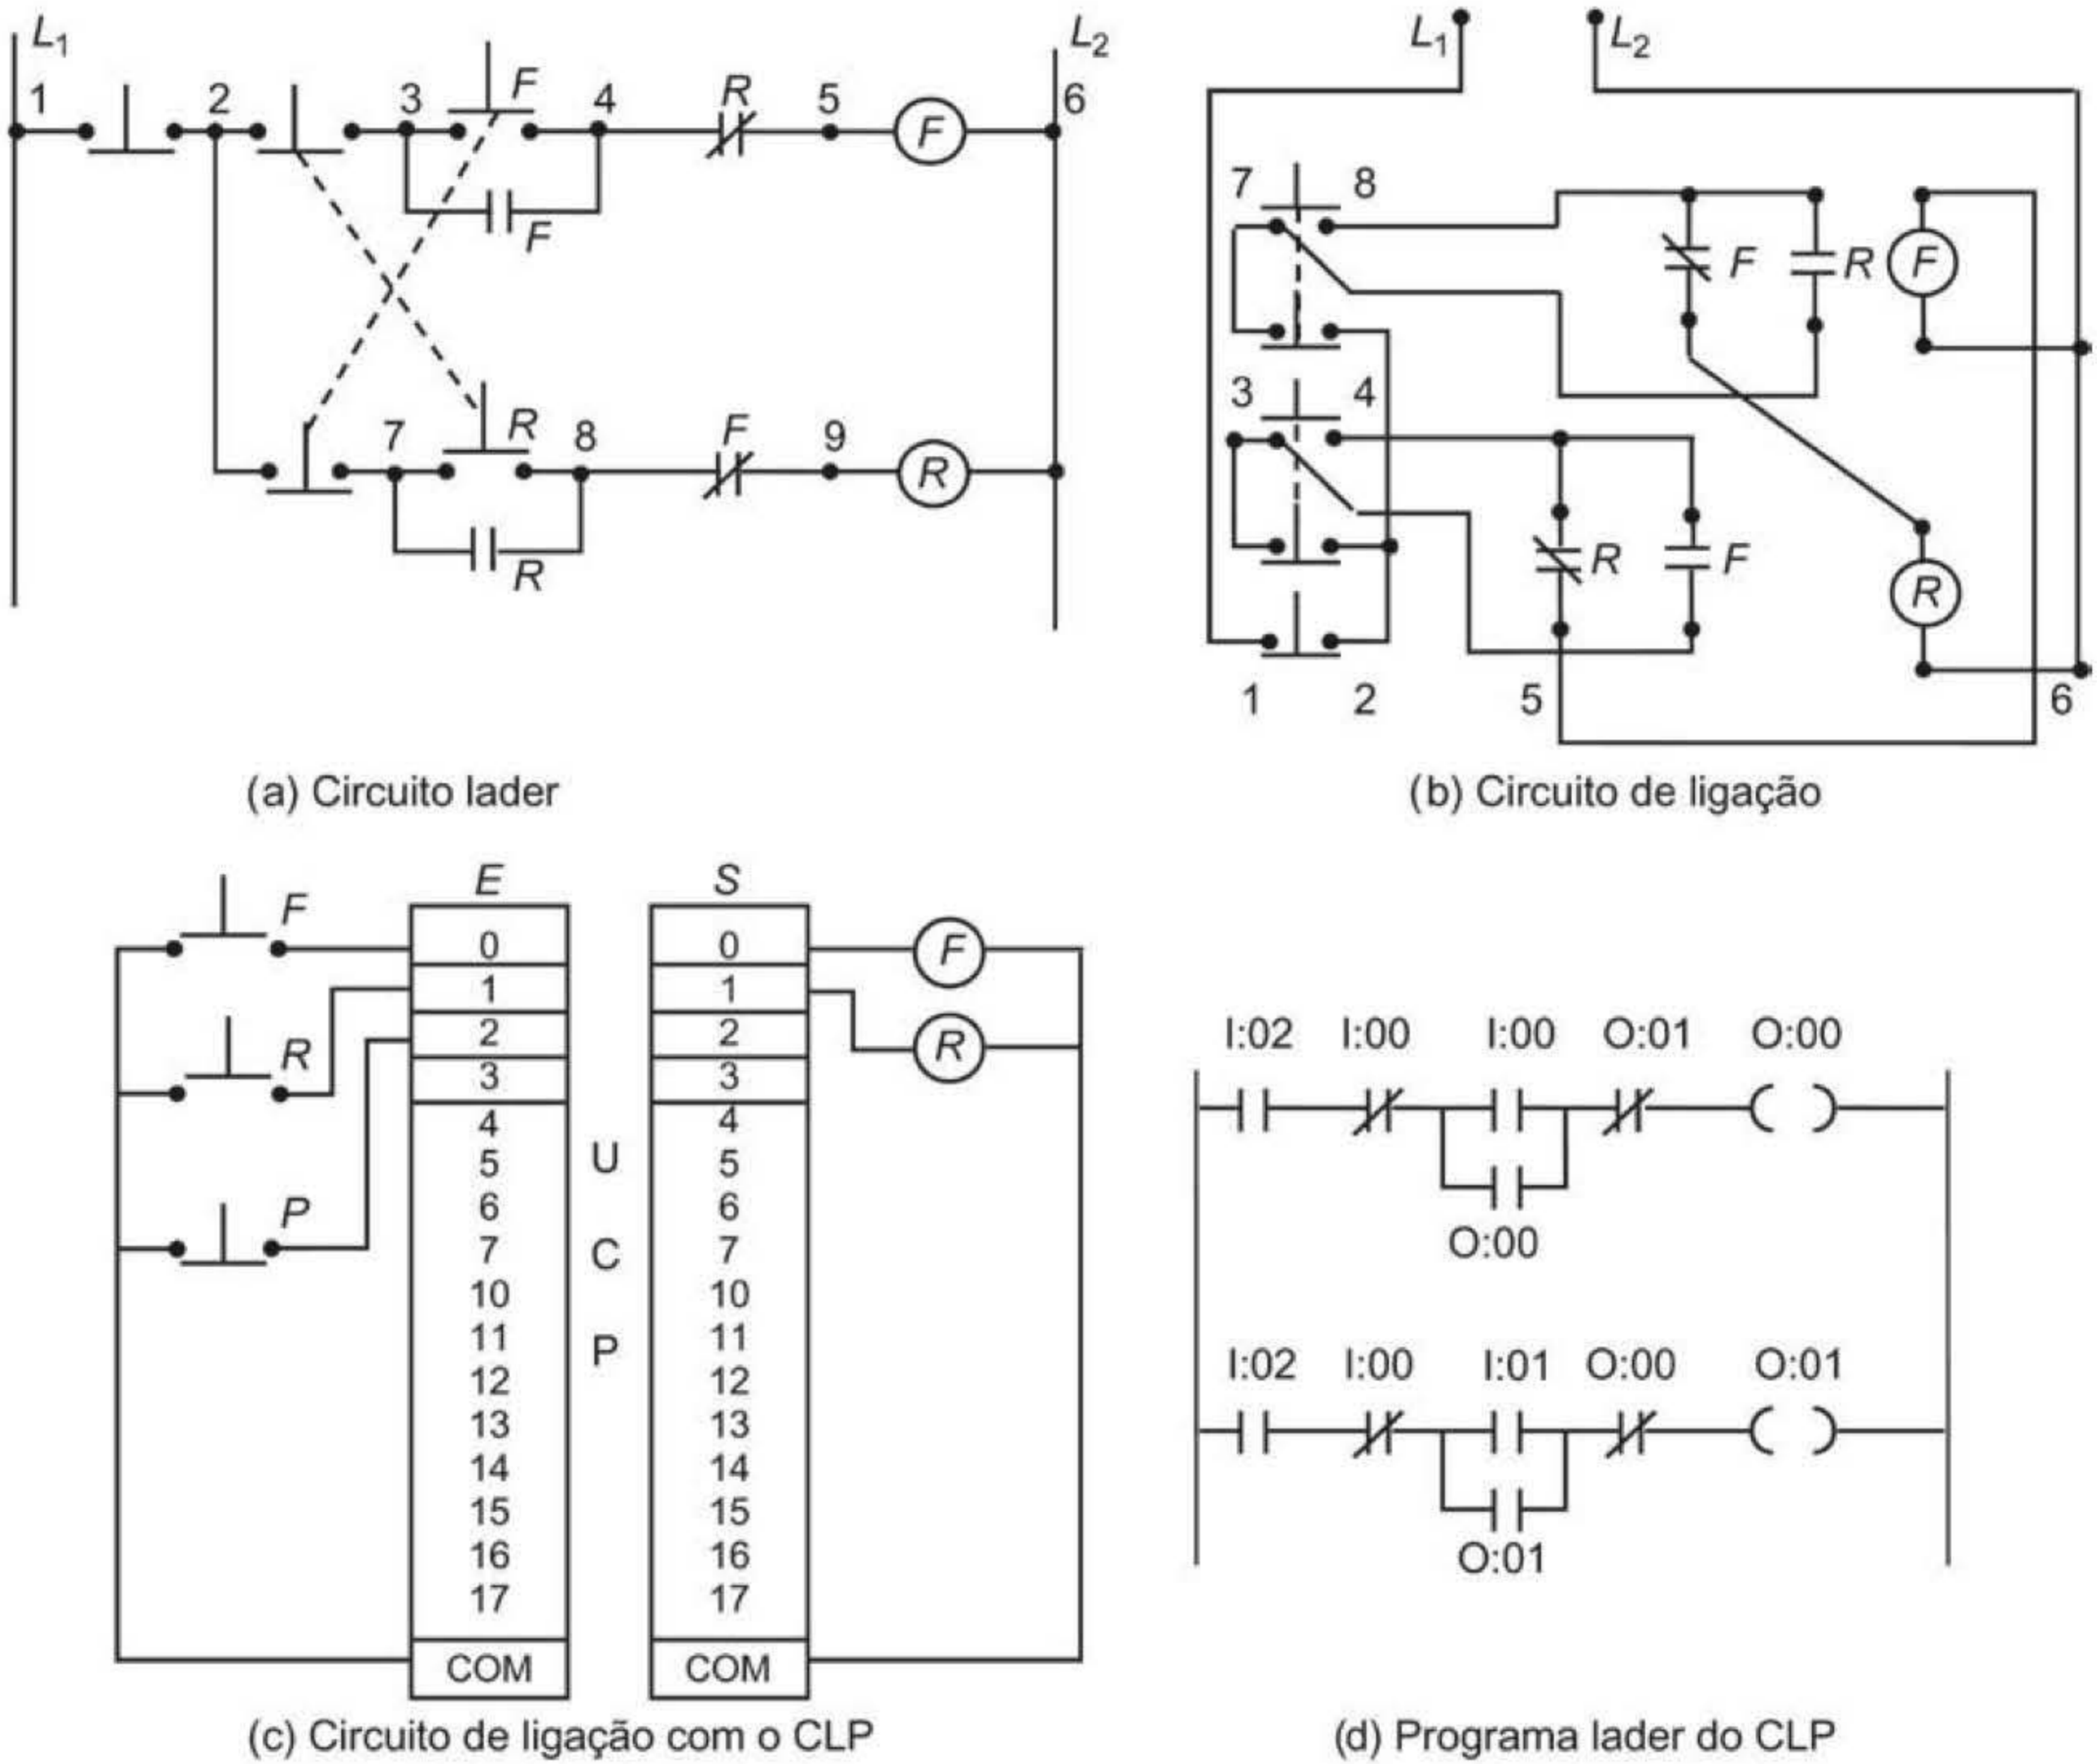 L1 L2
1 2 3 F 4 R 5 F 6
F
7 R 8 F 9 R
R
(a) Circuito lader
L1 L2
7 8
F R F
3 4
R F R
1 2 5 6
(b) Circuito de ligação
E S
F 0 0 F
1 1
R 2 2 R
3 3
4 4
5 U 5
P 6 6
7 C 7
10 10
11 P 11
12 12
13 13
14 14
15 15
16 16
17 17
COM COM
(c) Circuito de ligação com o CLP
I:02 I:00 I:00 O:01 O:00
O:00
I:02 I:00 I:01 O:00 O:01
O:01
(d) Programa lader do CLP